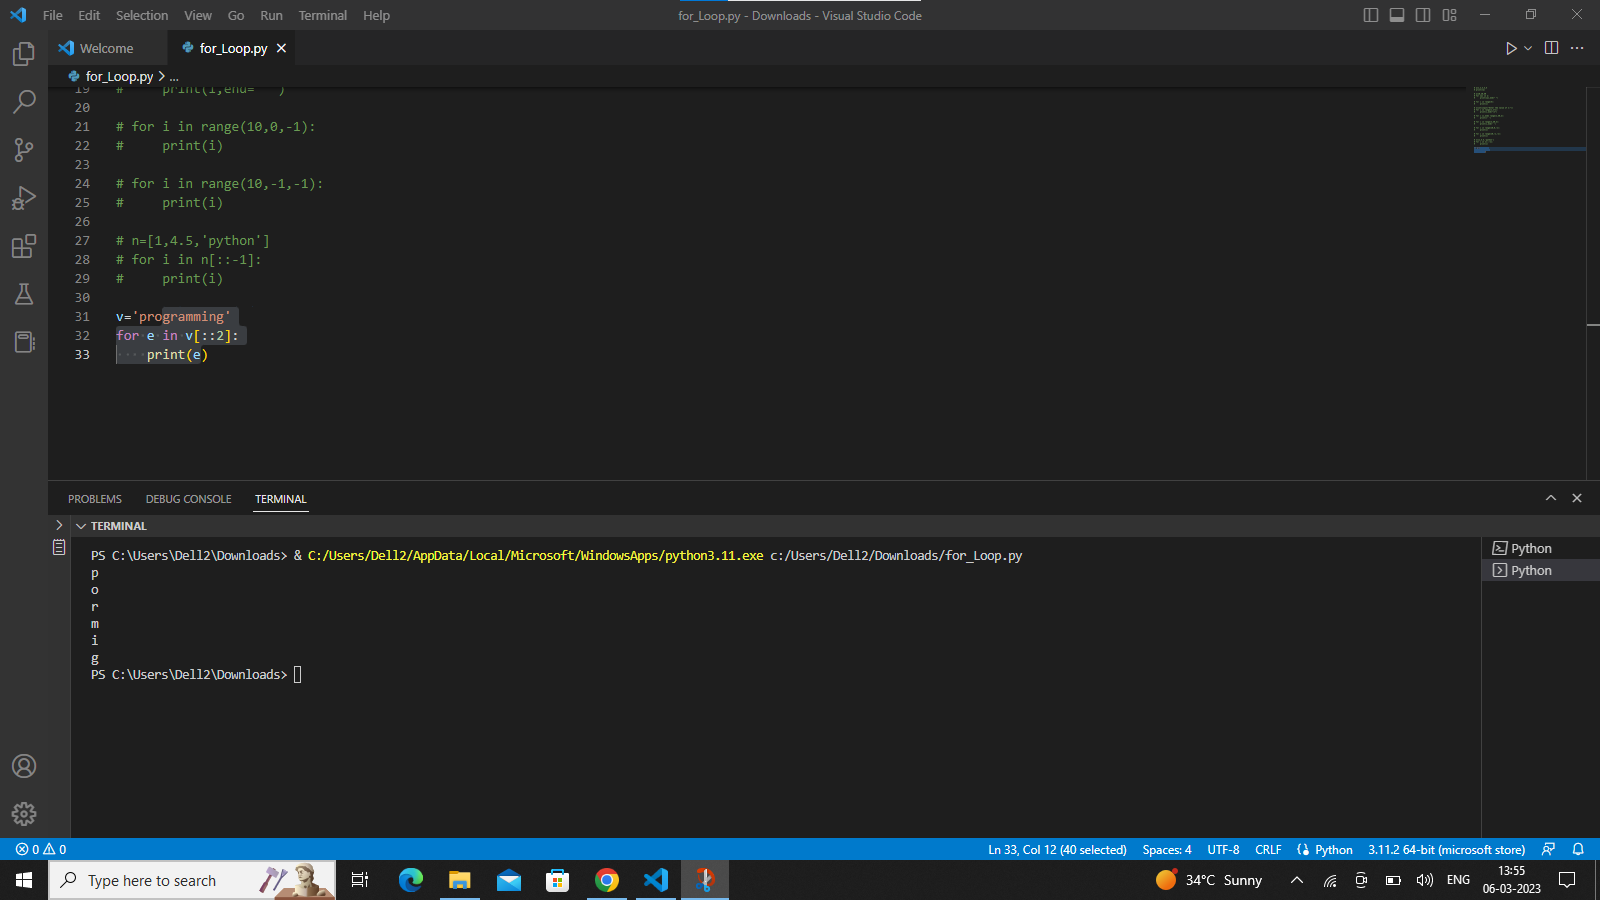 File Edit Selection View Go Run Terminal Help for_Loop.py - Downloads - Visual Studio Code
Welcome for_Loop.py
for_Loop.py > ...
19 # print(i,end=" ")
20
21 # for i in range(10,0,-1):
22 # print(i)
23
24 # for i in range(10,-1,-1):
25 # print(i)
26
27 # n=[1,4.5,'python']
28 # for i in n[::-1]:
29 # print(i)
30
31 v='programming'
32 for e in v[::2]:
33 print(e)
PROBLEMS DEBUG CONSOLE TERMINAL
TERMINAL
PS C:\Users\Dell2\Downloads> & C:/Users/Dell2/AppData/Local/Microsoft/WindowsApps/python3.11.exe c:/Users/Dell2/Downloads/for_Loop.py
p
o
r
m
i
g
PS C:\Users\Dell2\Downloads>
Python
Python
0 0 Ln 33, Col 12 (40 selected) Spaces: 4 UTF-8 CRLF Python 3.11.2 64-bit (microsoft store)
Type here to search 34°C Sunny ENG 13:55
06-03-2023